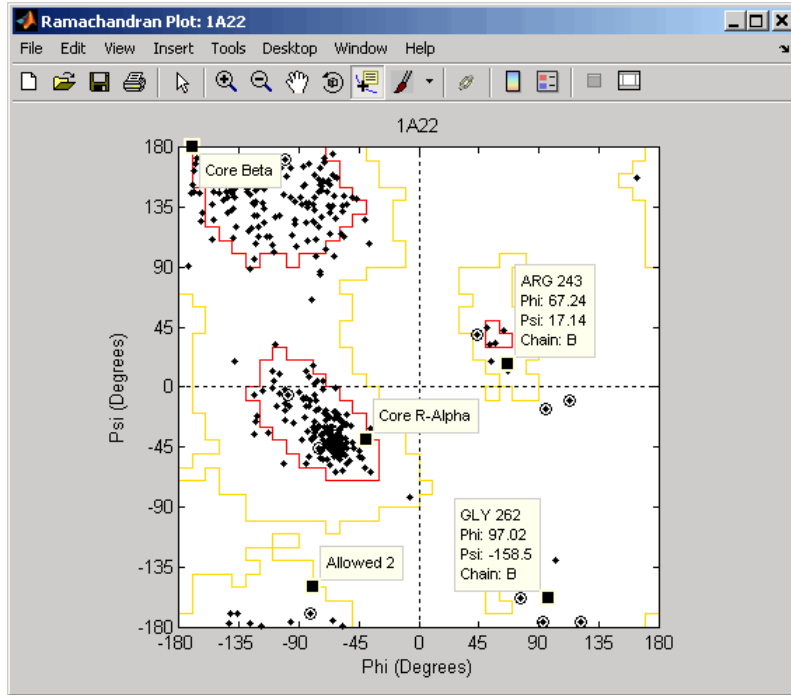 Ramachandran Plot: 1A22
File Edit View Insert Tools Desktop Window Help
1A22
180
135
90
45
0
-45
-90
-135
-180
Psi (Degrees)
Core Beta
ARG 243
Phi: 67.24
Psi: 17.14
Chain: B
Core R-Alpha
GLY 262
Phi: 97.02
Psi: -158.5
Chain: B
Allowed 2
-180 -135 -90 -45 0 45 90 135 180
Phi (Degrees)